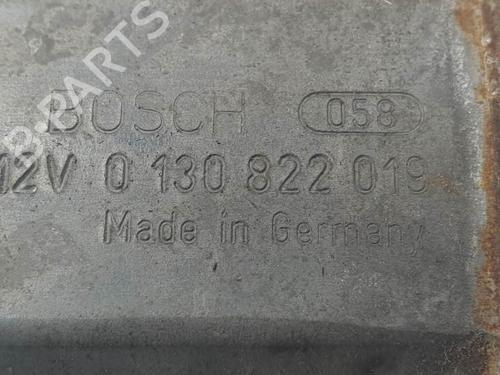 B-PARTS
BOSCH 058
12V 0 130 822 019
Made in Germany